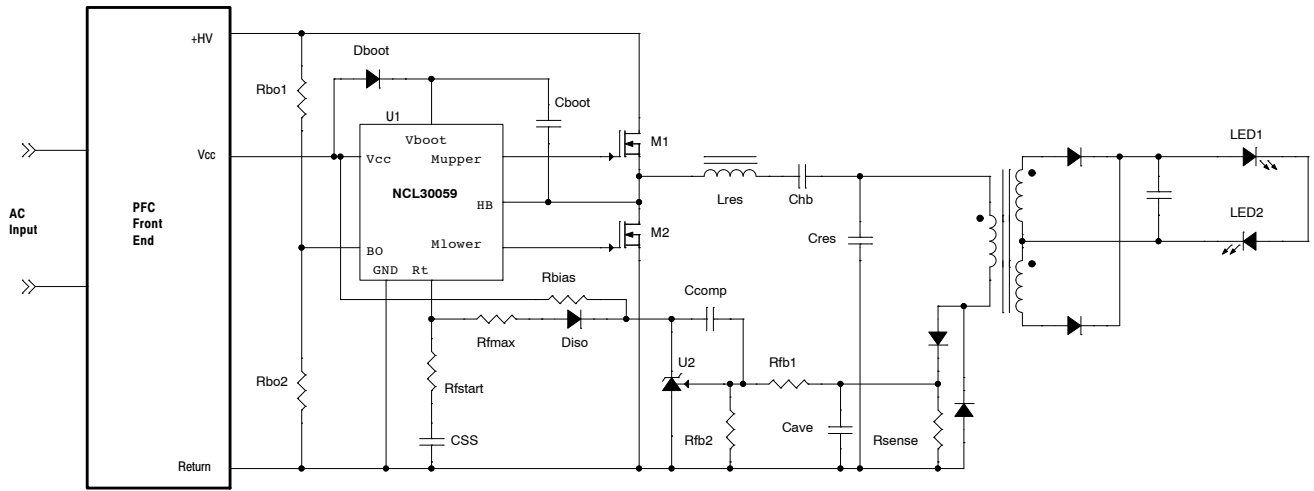 +HV
Dboot
Rbo1
Cboot
U1
Vboot
M1
LED1
Vcc
Vcc
Mupper
NCL30059
Lres
Chb
HB
AC
Input
PFC
Front
End
LED2
M2
Cres
Mlower
BO
GND
Rt
Rbias
Ccomp
Rfmax
Diso
U2
Rfb1
Rbo2
Rfstart
CSS
Rfb2
Cave
Rsense
Return